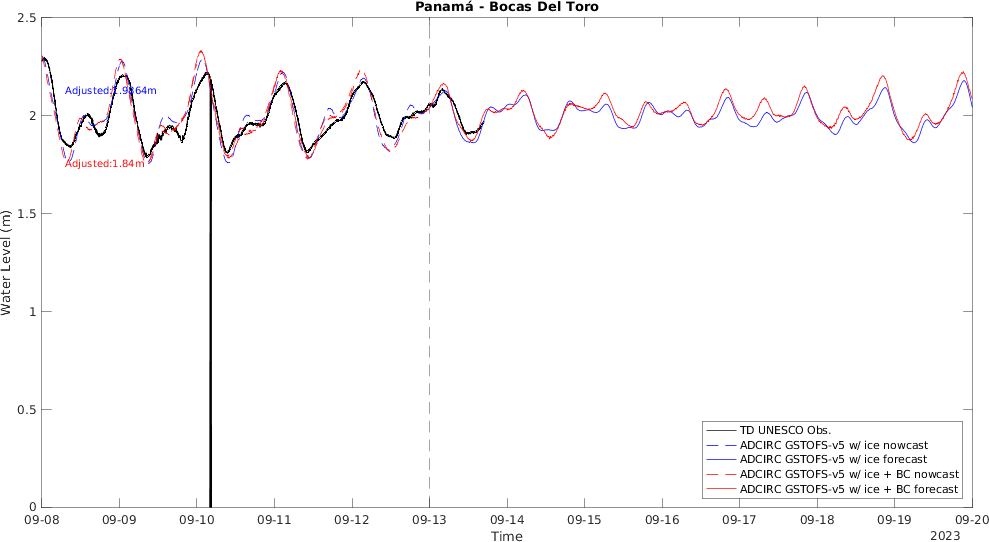 Panamá - Bocas Del Toro
2.5
2
1.5
1
0.5
0
Water Level (m)
Adjusted:1.9864m
Adjusted:1.84m
TD UNESCO Obs.
ADCIRC GSTOFS-v5 w/ ice nowcast
ADCIRC GSTOFS-v5 w/ ice forecast
ADCIRC GSTOFS-v5 w/ ice + BC nowcast
ADCIRC GSTOFS-v5 w/ ice + BC forecast
09-08 09-09 09-10 09-11 09-12 09-13 09-14 09-15 09-16 09-17 09-18 09-19 09-20
Time
2023